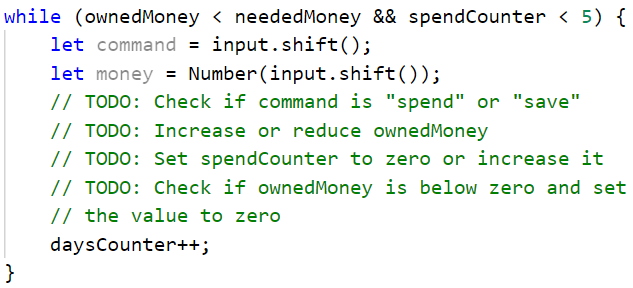 while (ownedMoney < neededMoney && spendCounter < 5) {
    let command = input.shift();
    let money = Number(input.shift());
    // TODO: Check if command is "spend" or "save"
    // TODO: Increase or reduce ownedMoney
    // TODO: Set spendCounter to zero or increase it
    // TODO: Check if ownedMoney is below zero and set
    // the value to zero
    daysCounter++;
}